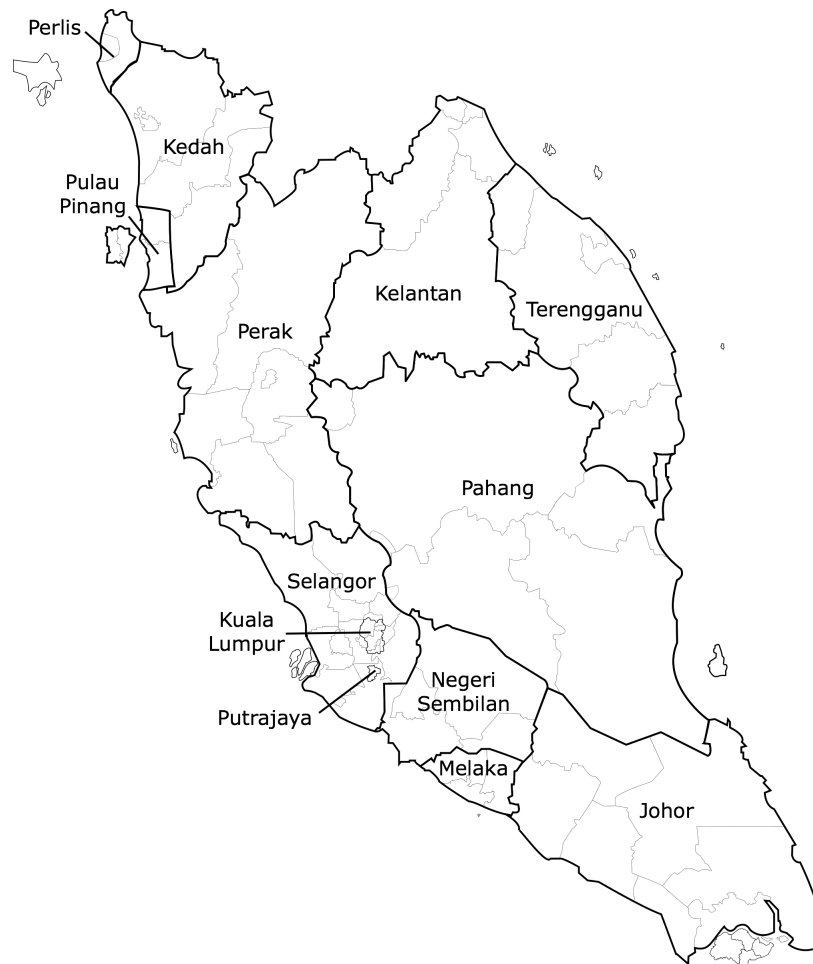 Perlis
Kedah
Pulau
Pinang
Kelantan
Terengganu
Perak
Pahang
Selangor
Kuala
Lumpur
Negeri
Sembilan
Putrajaya
Melaka
Johor